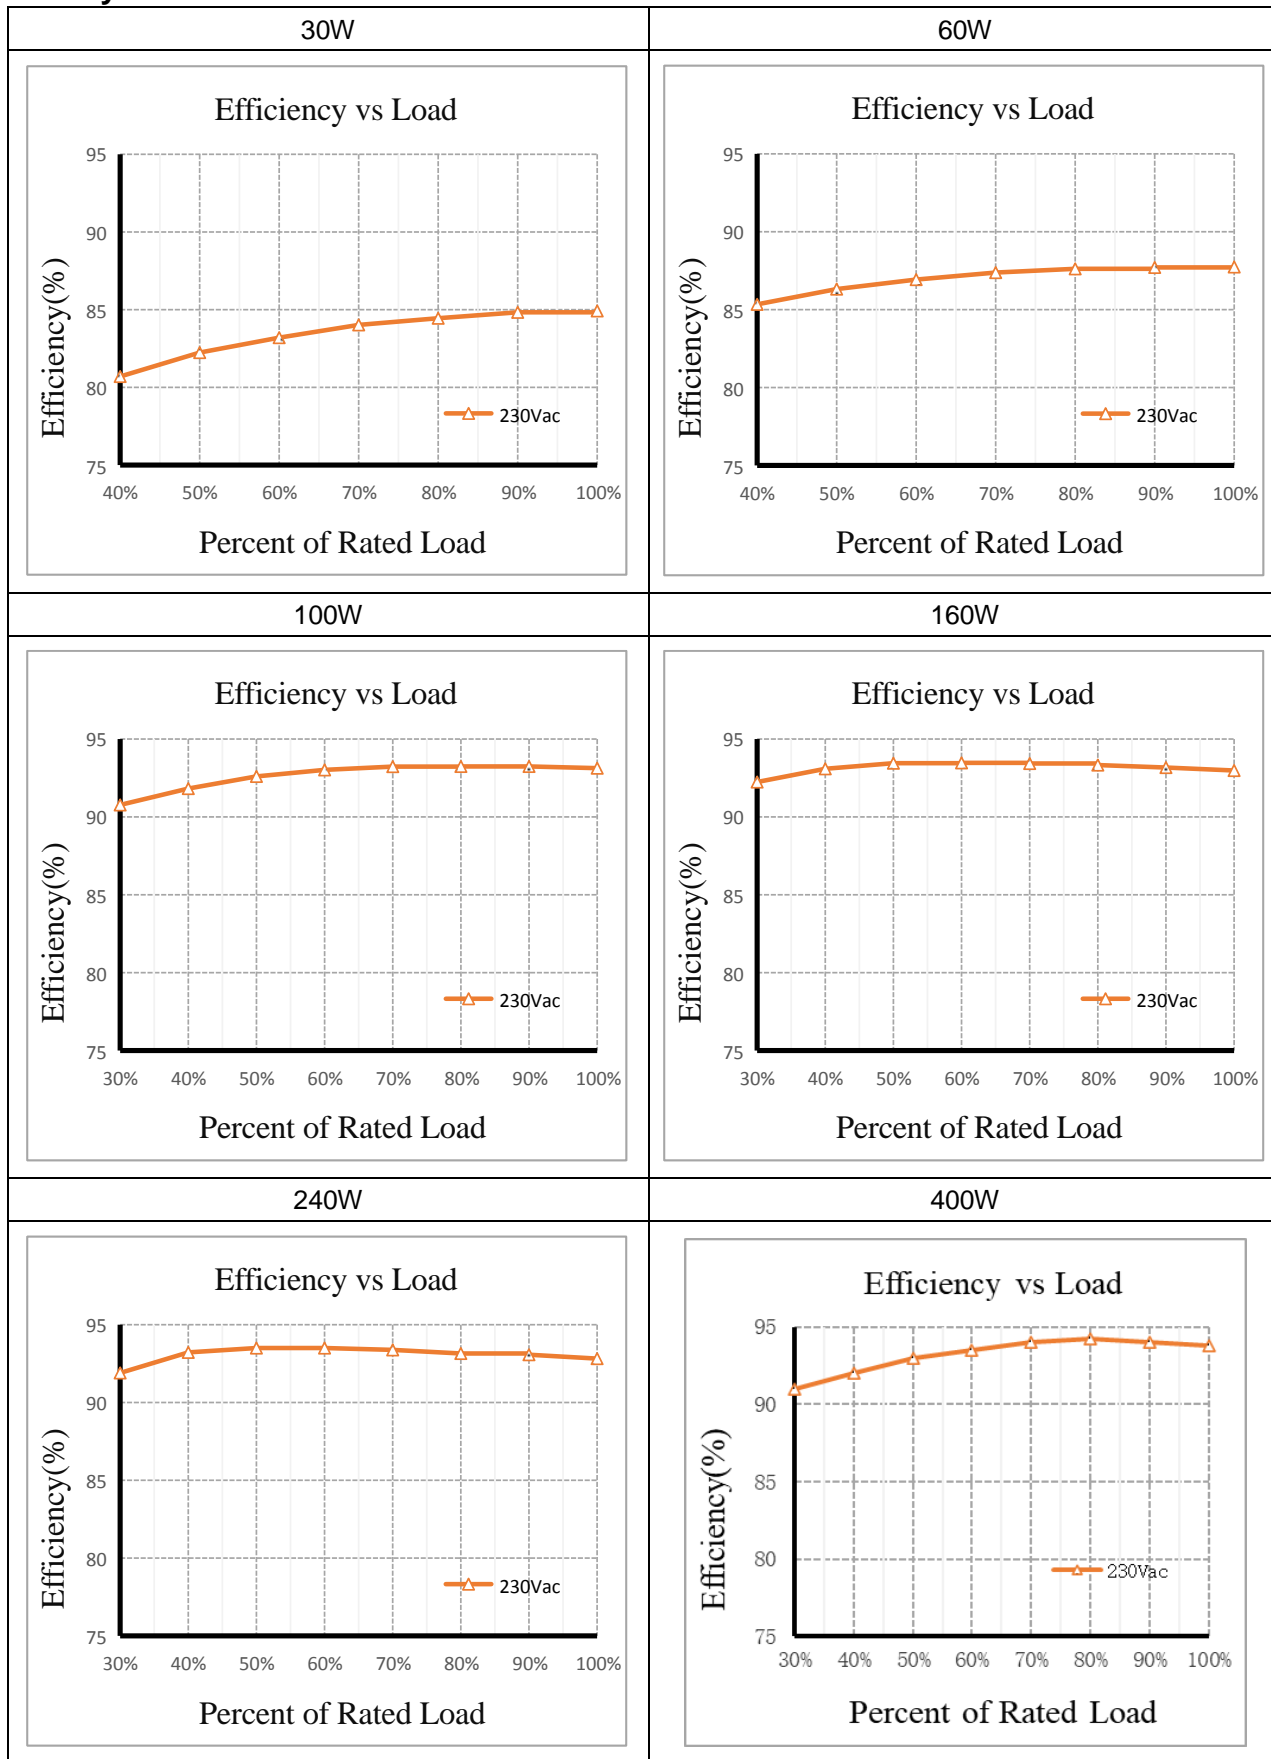 30W
60W
Efficiency vs Load
95
90
85
80
75
Efficiency(%)
230Vac
40% 50% 60% 70% 80% 90% 100%
Percent of Rated Load
Efficiency vs Load
95
90
85
80
75
Efficiency(%)
230Vac
40% 50% 60% 70% 80% 90% 100%
Percent of Rated Load
100W
160W
Efficiency vs Load
95
90
85
80
75
Efficiency(%)
230Vac
30% 40% 50% 60% 70% 80% 90% 100%
Percent of Rated Load
Efficiency vs Load
95
90
85
80
75
Efficiency(%)
230Vac
30% 40% 50% 60% 70% 80% 90% 100%
Percent of Rated Load
240W
400W
Efficiency vs Load
95
90
85
80
75
Efficiency(%)
230Vac
30% 40% 50% 60% 70% 80% 90% 100%
Percent of Rated Load
Efficiency vs Load
95
90
85
80
75
Efficiency(%)
230Vac
30% 40% 50% 60% 70% 80% 90% 100%
Percent of Rated Load